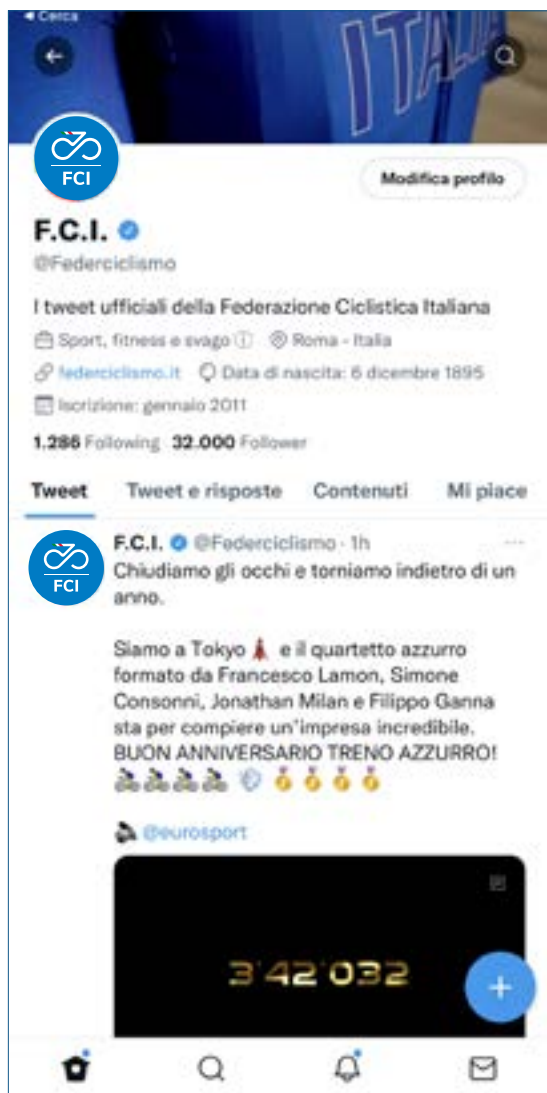 Cerca
ITALIA
FCI
Modifica profilo
F.C.I.
@Federciclismo
I tweet ufficiali della Federazione Ciclistica Italiana
Sport, fitness e svago Roma - Italia
federciclismo.it Data di nascita: 6 dicembre 1895
Iscrizione: gennaio 2011
1.286 Following 32.000 Follower
Tweet Tweet e risposte Contenuti Mi piace
FCI
F.C.I. @Federciclismo · 1h
Chiudiamo gli occhi e torniamo indietro di un
anno.
Siamo a Tokyo 🗼 e il quartetto azzurro
formato da Francesco Lamon, Simone
Consonni, Jonathan Milan e Filippo Ganna
sta per compiere un'impresa incredibile.
BUON ANNIVERSARIO TRENO AZZURRO!
@eurosport
3'42'032